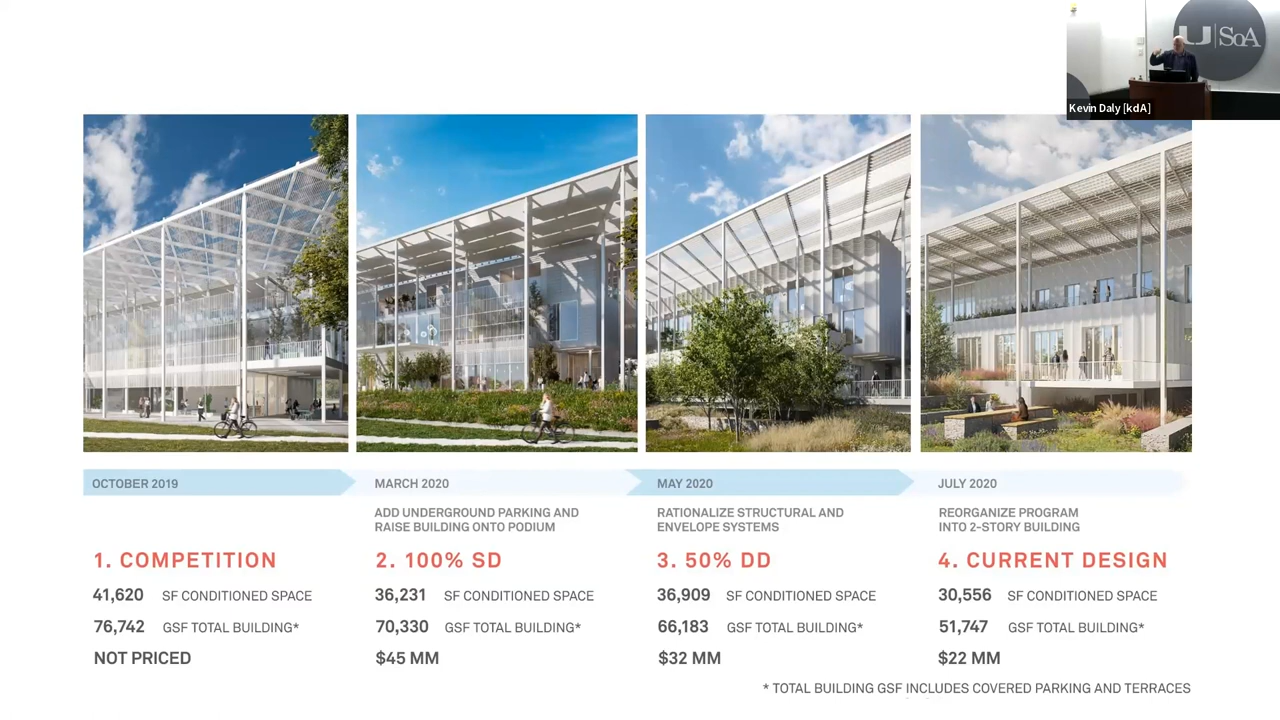 U | SoA
Kevin Daly [kdA]
OCTOBER 2019
MARCH 2020
MAY 2020
JULY 2020
ADD UNDERGROUND PARKING AND
RAISE BUILDING ONTO PODIUM
RATIONALIZE STRUCTURAL AND
ENVELOPE SYSTEMS
REORGANIZE PROGRAM
INTO 2-STORY BUILDING
1. COMPETITION
2. 100% SD
3. 50% DD
4. CURRENT DESIGN
41,620 SF CONDITIONED SPACE
36,231 SF CONDITIONED SPACE
36,909 SF CONDITIONED SPACE
30,556 SF CONDITIONED SPACE
76,742 GSF TOTAL BUILDING*
70,330 GSF TOTAL BUILDING*
66,183 GSF TOTAL BUILDING*
51,747 GSF TOTAL BUILDING*
NOT PRICED
$45 MM
$32 MM
$22 MM
* TOTAL BUILDING GSF INCLUDES COVERED PARKING AND TERRACES